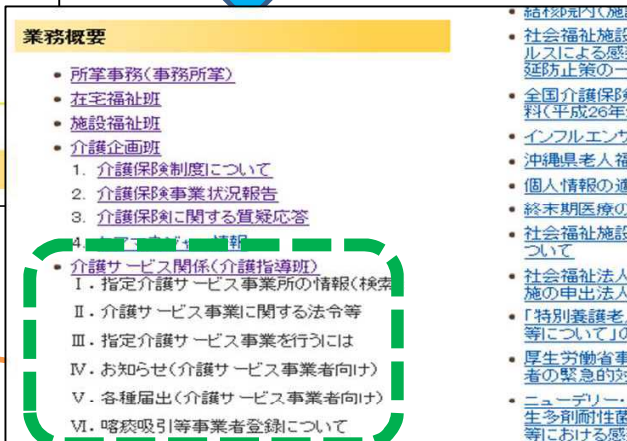 業務概要
• 所掌事務(事務所掌)
• 在宅福祉班
• 施設福祉班
• 介護企画班
1. 介護保険制度について
2. 介護保険事業状況報告
3. 介護保険に関する質疑応答
4. 情報
• 介護サービス関係(介護指導班)
Ⅰ．指定介護サービス事業所の情報(検索
Ⅱ．介護サービス事業に関する法令等
Ⅲ．指定介護サービス事業を行うには
Ⅳ．お知らせ(介護サービス事業者向け)
Ⅴ．各種届出(介護サービス事業者向け)
Ⅵ．喀痰吸引等事業者登録について
• 結核院内(施
• 社会福祉施設
ルスによる感
延防止策の一
• 全国介護保険
料(平成26年
• インフルエンサ
• 沖縄県老人福
• 個人情報の適
• 終末期医療の
• 社会福祉施設
ついて
• 社会福祉法人
施の申出法人
• 「特別養護老
等について」の
• 厚生労働省事
者の緊急的対
• ニューデリー・
生多剤耐性菌
等における感